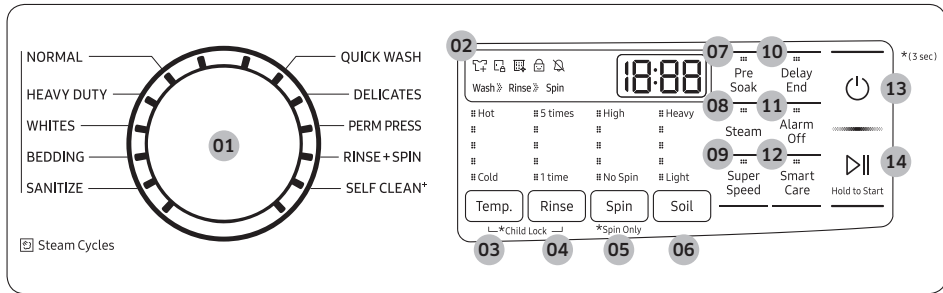 NORMAL
HEAVY DUTY
WHITES
BEDDING
SANITIZE
Steam Cycles
01
QUICK WASH
DELICATES
PERM PRESS
RINSE+SPIN
SELF CLEAN+
02
Wash» Rinse» Spin
18:88
Hot 5 times High Heavy
Cold 1 time No Spin Light
Temp. Rinse Spin Soil
*Child Lock *Spin Only
03 04 05 06
07 Pre Soak
08 Steam
09 Super Speed
10 Delay End
11 Alarm Off
12 Smart Care
*(3 sec)
13
14
Hold to Start